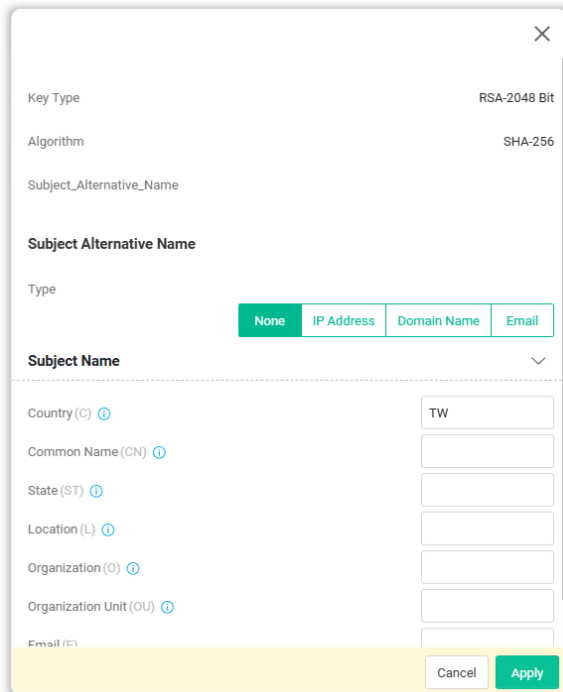 Key Type RSA-2048 Bit
Algorithm SHA-256
Subject_Alternative_Name
Subject Alternative Name
Type
None IP Address Domain Name Email
Subject Name
Country (C) TW
Common Name (CN)
State (ST)
Location (L)
Organization (O)
Organization Unit (OU)
Email (E)
Cancel Apply